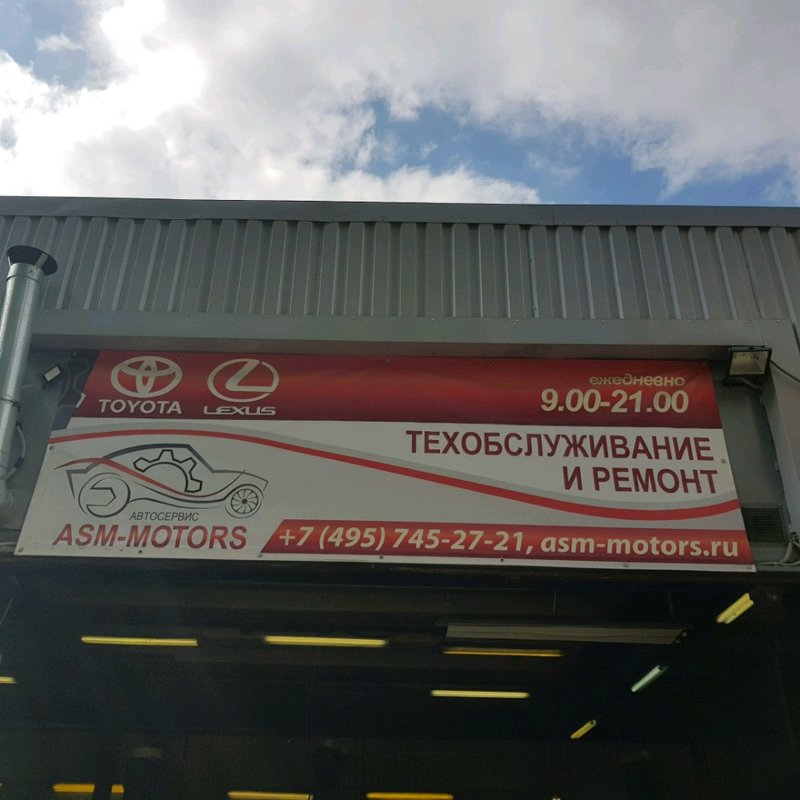 TOYOTA
LEXUS
ежедневно
9.00-21.00
ТЕХОБСЛУЖИВАНИЕ
И РЕМОНТ
АВТОСЕРВИС
ASM-MOTORS
+7 (495) 745-27-21, asm-motors.ru